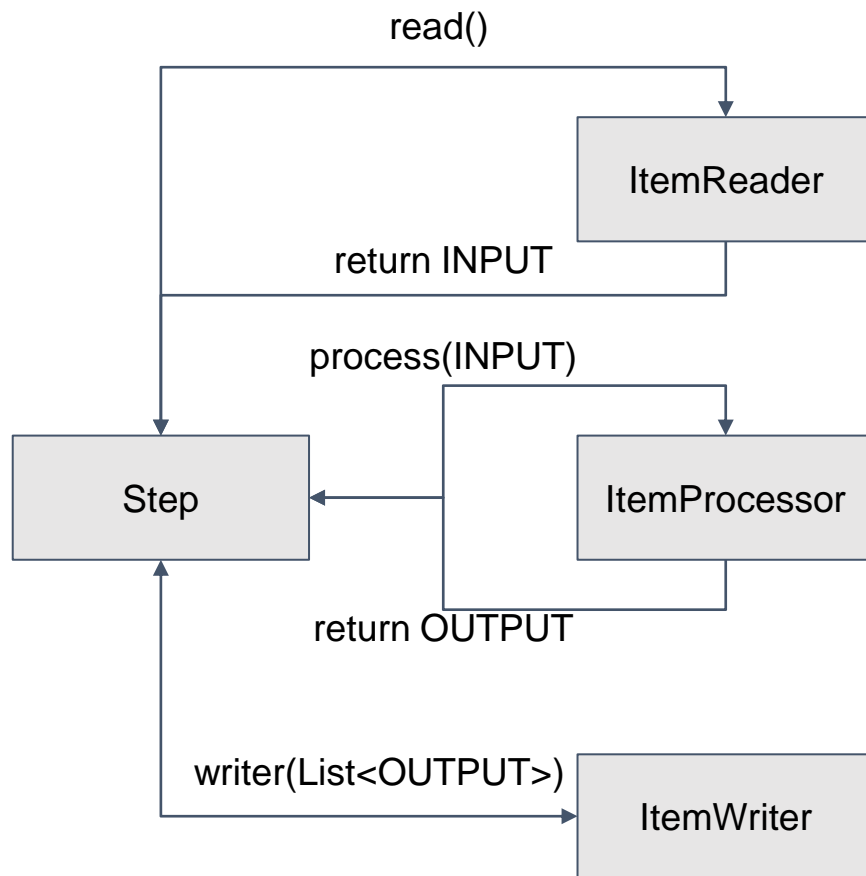 read()
ItemReader
return INPUT
process(INPUT)
Step
ItemProcessor
return OUTPUT
writer(List<OUTPUT>)
ItemWriter